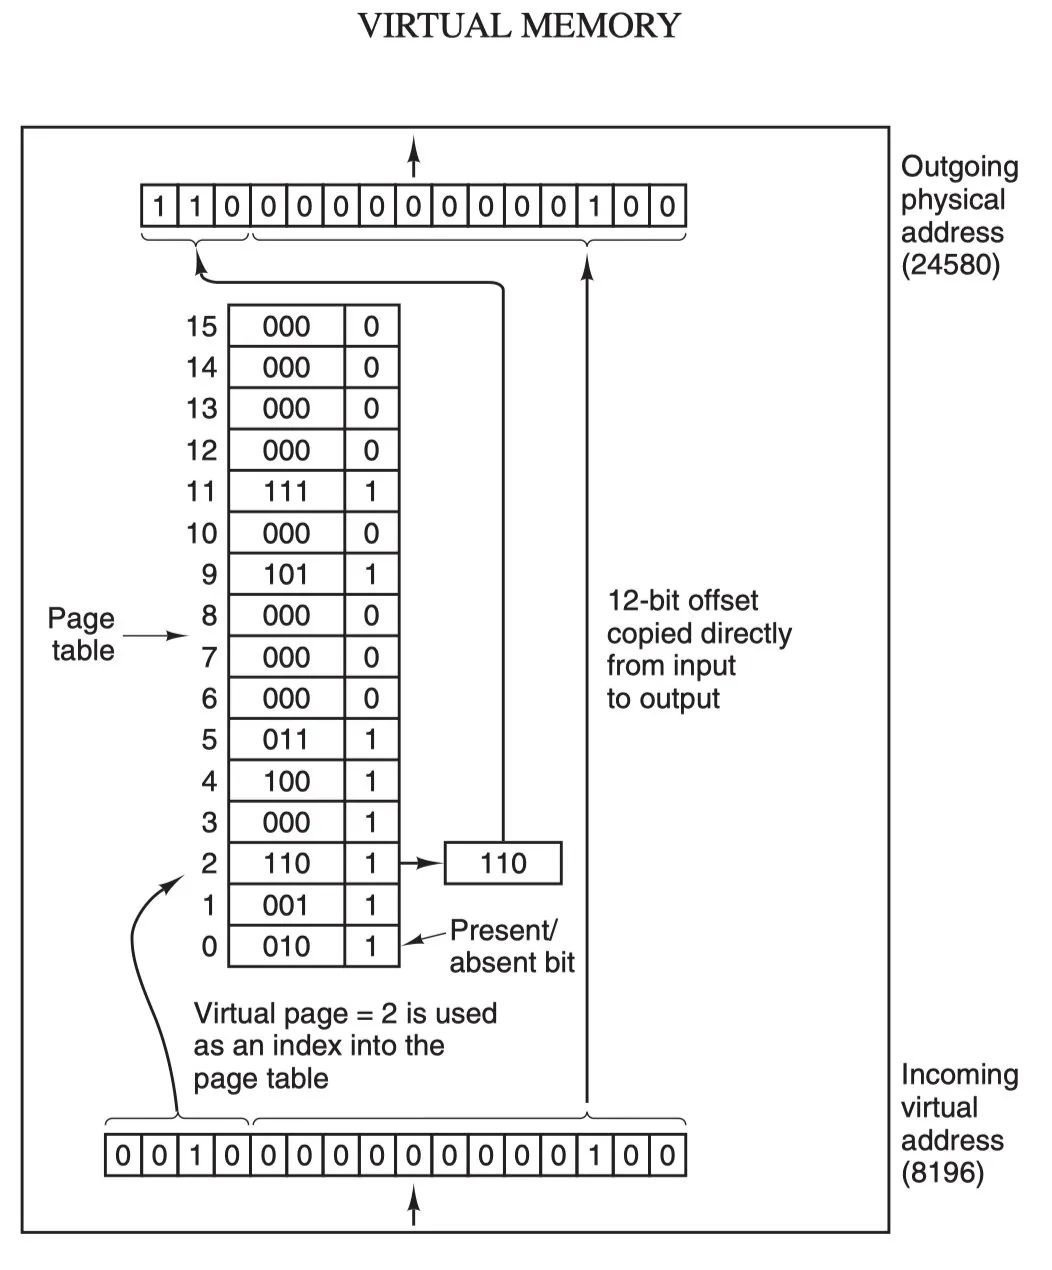 VIRTUAL MEMORY
Outgoing
physical
address
(24580)
1 1 0 0 0 0 0 0 0 0 0 0 1 0 0
15 000 0
14 000 0
13 000 0
12 000 0
11 111 1
10 000 0
9 101 1
8 000 0
7 000 0
6 000 0
5 011 1
4 100 1
3 000 1
2 110 1
1 001 1
0 010 1
Page
table
110
12-bit offset
copied directly
from input
to output
Present/
absent bit
Virtual page = 2 is used
as an index into the
page table
0 0 1 0 0 0 0 0 0 0 0 0 0 1 0 0
Incoming
virtual
address
(8196)